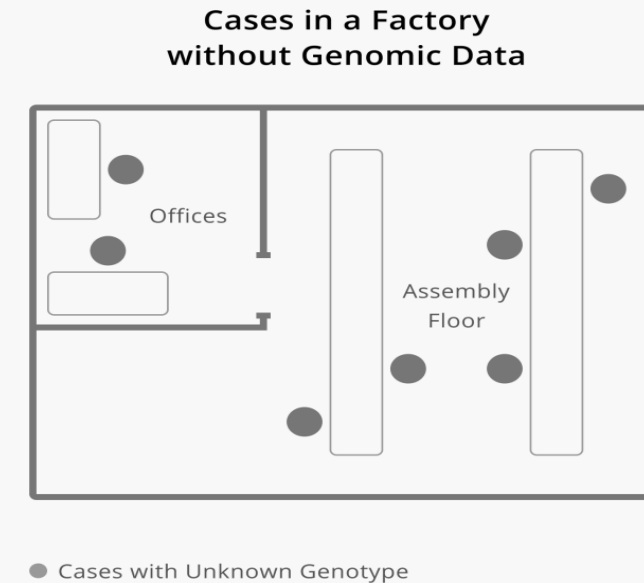 Cases in a Factory
without Genomic Data
Offices
Assembly
Floor
Cases with Unknown Genotype